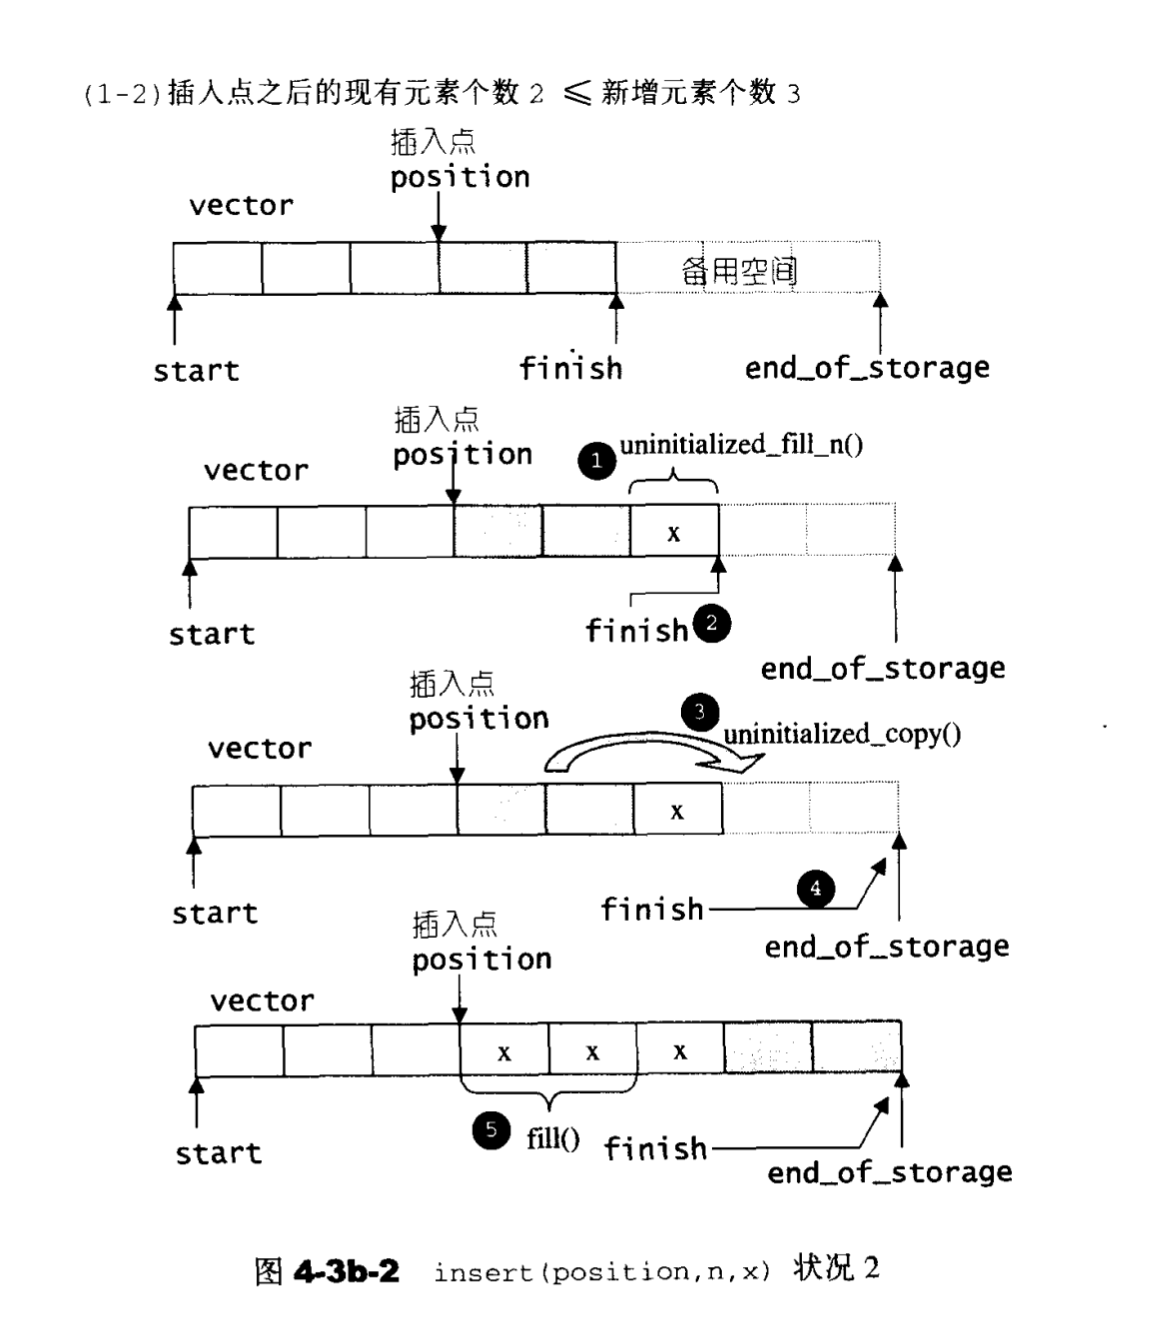 (1-2)插入点之后的现有元素个数 2 ≤ 新增元素个数 3
插入点
position
vector
备用空间
start
finish
end_of_storage
插入点
position
1 uninitialized_fill_n()
vector
x
start
finish 2
end_of_storage
插入点
position
3
uninitialized_copy()
vector
x
4
start
finish
end_of_storage
插入点
position
vector
x x x
5 fill()
start
finish
end_of_storage
图 4-3b-2 insert(position,n,x) 状况 2